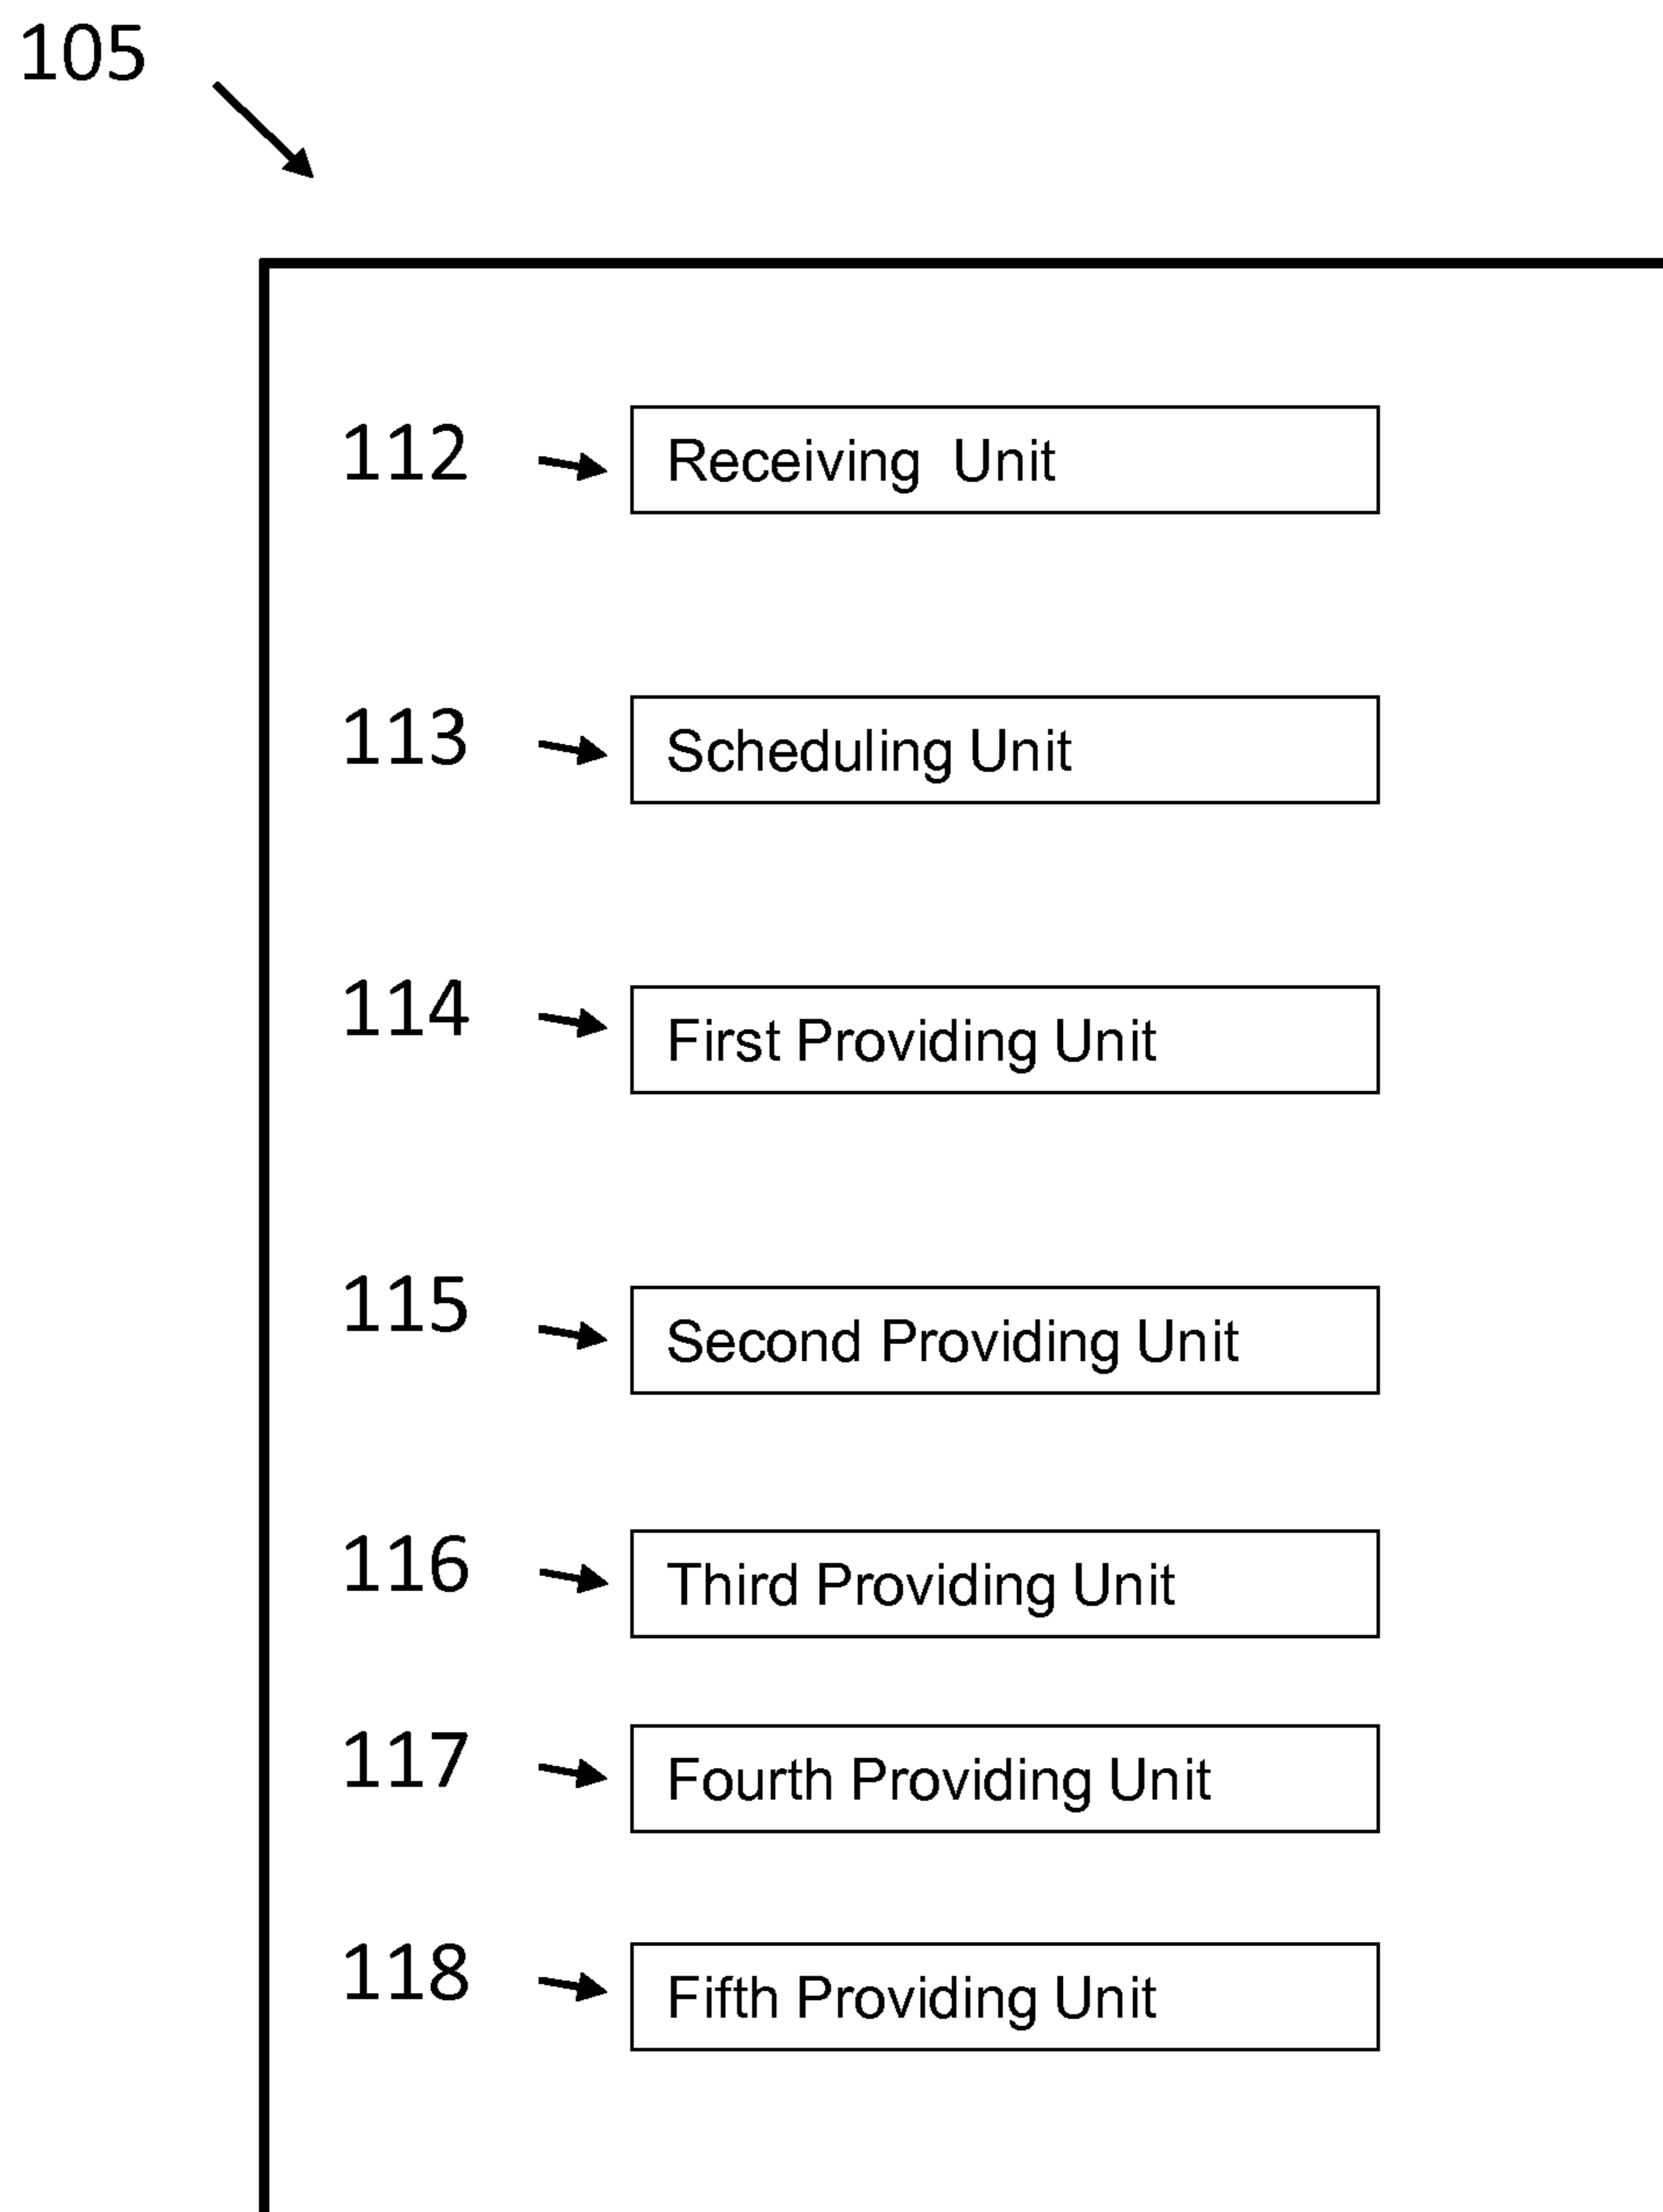 105
112 Receiving Unit
113 Scheduling Unit
114 First Providing Unit
115 Second Providing Unit
116 Third Providing Unit
117 Fourth Providing Unit
118 Fifth Providing Unit